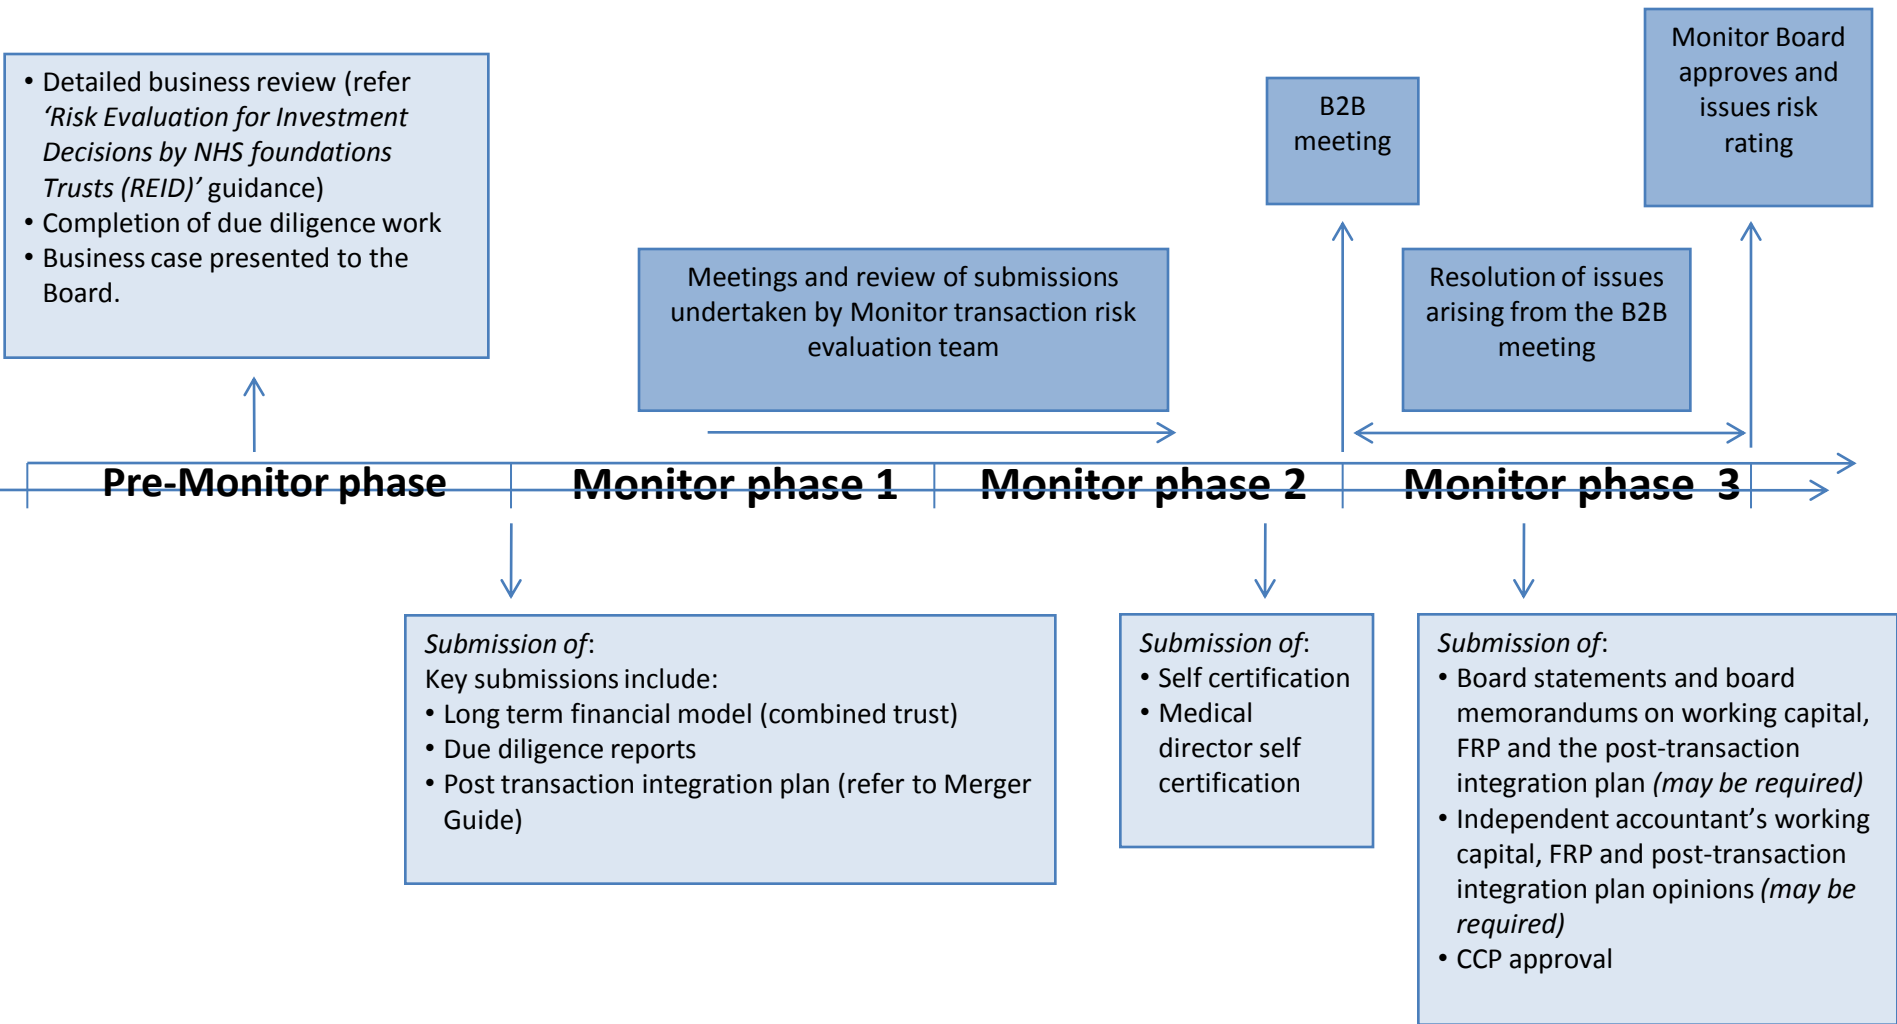 • Detailed business review (refer
‘Risk Evaluation for Investment
Decisions by NHS foundations
Trusts (REID)’ guidance)
• Completion of due diligence work
• Business case presented to the
Board.
Meetings and review of submissions
undertaken by Monitor transaction risk
evaluation team
B2B
meeting
Resolution of issues
arising from the B2B
meeting
Monitor Board
approves and
issues risk
rating
Pre-Monitor phase
Monitor phase 1
Monitor phase 2
Monitor phase 3
Submission of:
Key submissions include:
• Long term financial model (combined trust)
• Due diligence reports
• Post transaction integration plan (refer to Merger
Guide)
Submission of:
• Self certification
• Medical
director self
certification
Submission of:
• Board statements and board
memorandums on working capital,
FRP and the post-transaction
integration plan (may be required)
• Independent accountant’s working
capital, FRP and post-transaction
integration plan opinions (may be
required)
• CCP approval